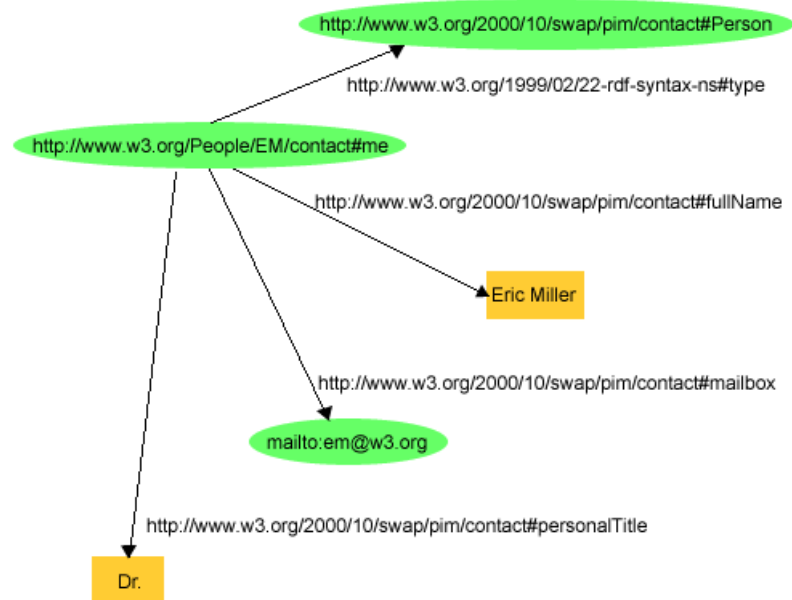 http://www.w3.org/2000/10/swap/pim/contact#Person
http://www.w3.org/1999/02/22-rdf-syntax-ns#type
http://www.w3.org/People/EM/contact#me
http://www.w3.org/2000/10/swap/pim/contact#fullName
Eric Miller
http://www.w3.org/2000/10/swap/pim/contact#mailbox
mailto:em@w3.org
http://www.w3.org/2000/10/swap/pim/contact#personalTitle
Dr.